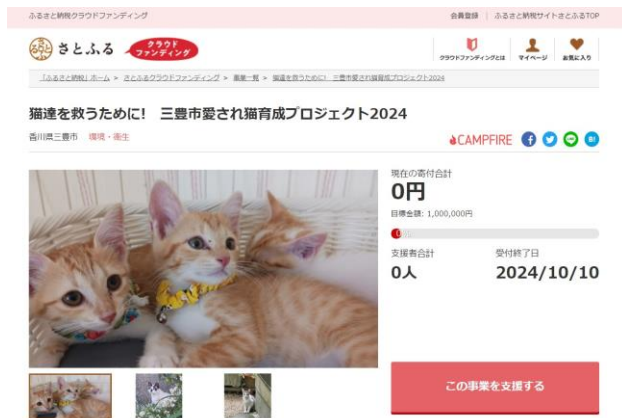 ふるさと納税クラウドファンディング
会員登録 | ふるさと納税サイトさとふるTOP
さとふる
クラウド
ファンディング
クラウドファンディングとは マイページ お気に入り
「ふるさと納税」ホーム > さとふるクラウドファンディング > 事業一覧 > 猫達を救うために! 三豊市愛され猫育成プロジェクト2024
猫達を救うために! 三豊市愛され猫育成プロジェクト2024
香川県三豊市 環境・衛生
CAMPFIRE
現在の寄付合計
0円
目標金額: 1,000,000円
支援者合計 受付終了日
0人 2024/10/10
この事業を支援する